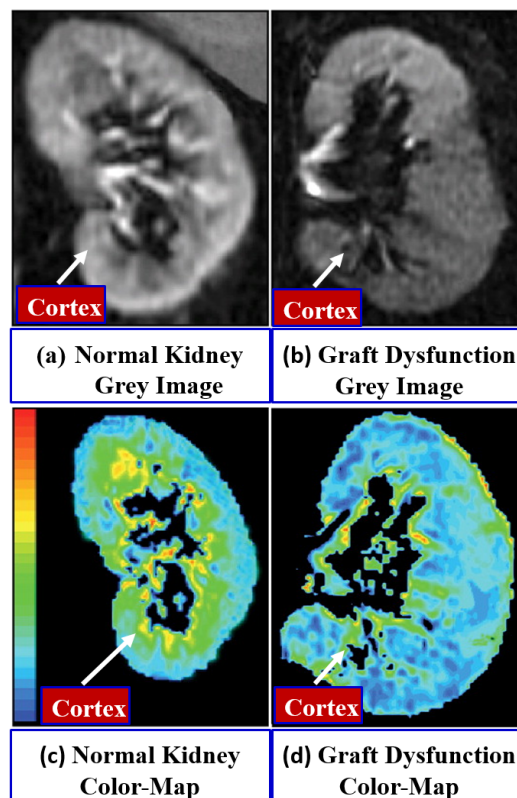 Cortex
Cortex
(a) Normal Kidney
Grey Image
(b) Graft Dysfunction
Grey Image
Cortex
Cortex
(c) Normal Kidney
Color-Map
(d) Graft Dysfunction
Color-Map